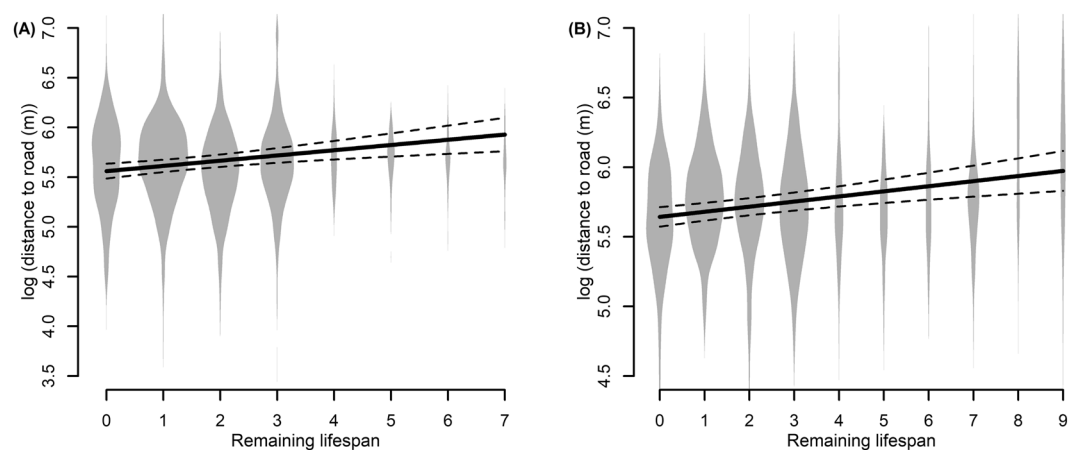 (A)
log (distance to road (m))
7.0
6.5
6.0
5.5
5.0
4.5
4.0
3.5
0 1 2 3 4 5 6 7
Remaining lifespan
(B)
log (distance to road (m))
7.0
6.5
6.0
5.5
5.0
4.5
0 1 2 3 4 5 6 7 8 9
Remaining lifespan